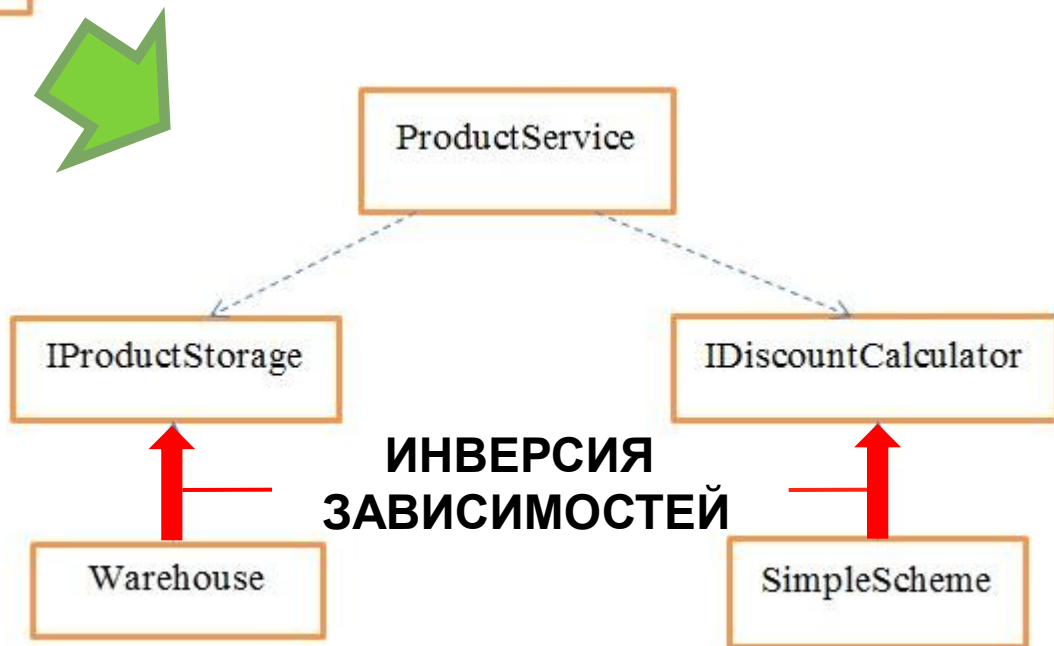 ProductService
IProductStorage
IDiscountCalculator
ИНВЕРСИЯ
ЗАВИСИМОСТЕЙ
Warehouse
SimpleScheme